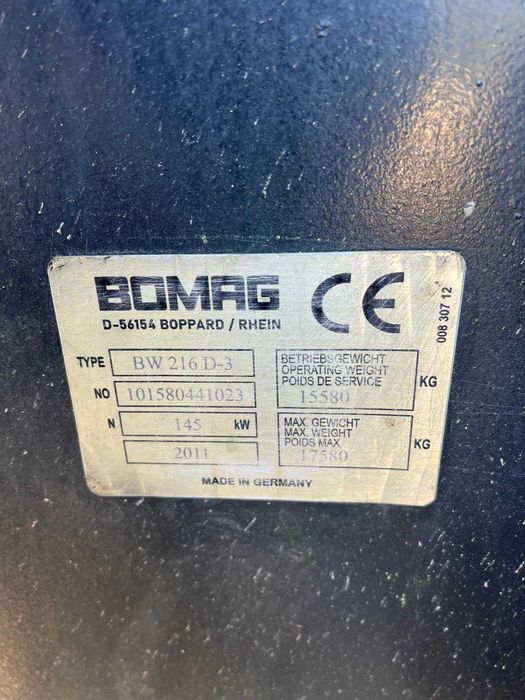 BOMAG CE
D-56154 BOPPARD / RHEIN
TYPE BW 216 D-3
NO 101580441023
N 145 kW
2011
BETRIEBSGEWICHT
OPERATING WEIGHT
POIDS DE SERVICE
15580 KG
MAX. GEWICHT
MAX. WEIGHT
POIDS MAX
17580 KG
MADE IN GERMANY
008 307 12